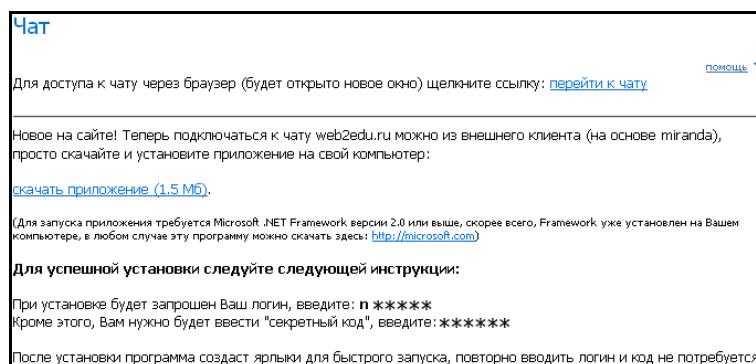 Чат
помощь
Для доступа к чату через браузер (будет открыто новое окно) щелкните ссылку: перейти к чату
Новое на сайте! Теперь подключаться к чату web2edu.ru можно из внешнего клиента (на основе miranda),
просто скачайте и установите приложение на свой компьютер:
скачать приложение (1.5 Мб).
(Для запуска приложения требуется Microsoft .NET Framework версии 2.0 или выше, скорее всего, Framework уже установлен на Вашем
компьютере, в любом случае эту программу можно скачать здесь: http://microsoft.com)
Для успешной установки следуйте следующей инструкции:
При установке будет запрошен Ваш логин, введите: n *****
Кроме этого, Вам нужно будет ввести "секретный код", введите: ******
После установки программа создаст ярлыки для быстрого запуска, повторно вводить логин и код не потребуется